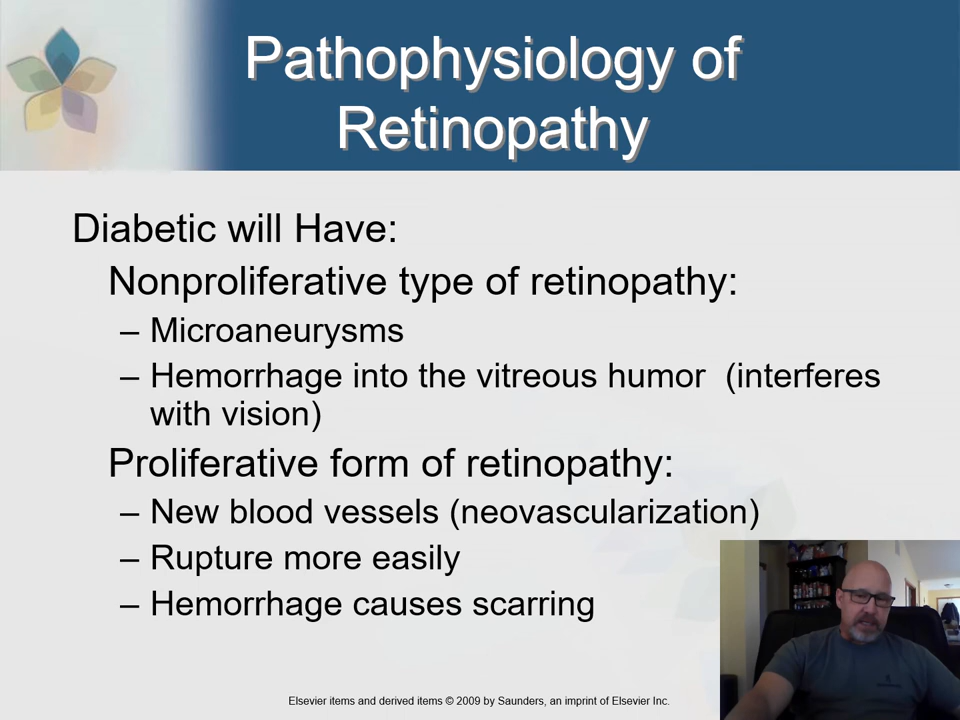 Pathophysiology of
Retinopathy
Diabetic will Have:
Nonproliferative type of retinopathy:
– Microaneurysms
– Hemorrhage into the vitreous humor  (interferes
with vision)
Proliferative form of retinopathy:
– New blood vessels (neovascularization)
– Rupture more easily
– Hemorrhage causes scarring
Elsevier items and derived items © 2009 by Saunders, an imprint of Elsevier Inc.